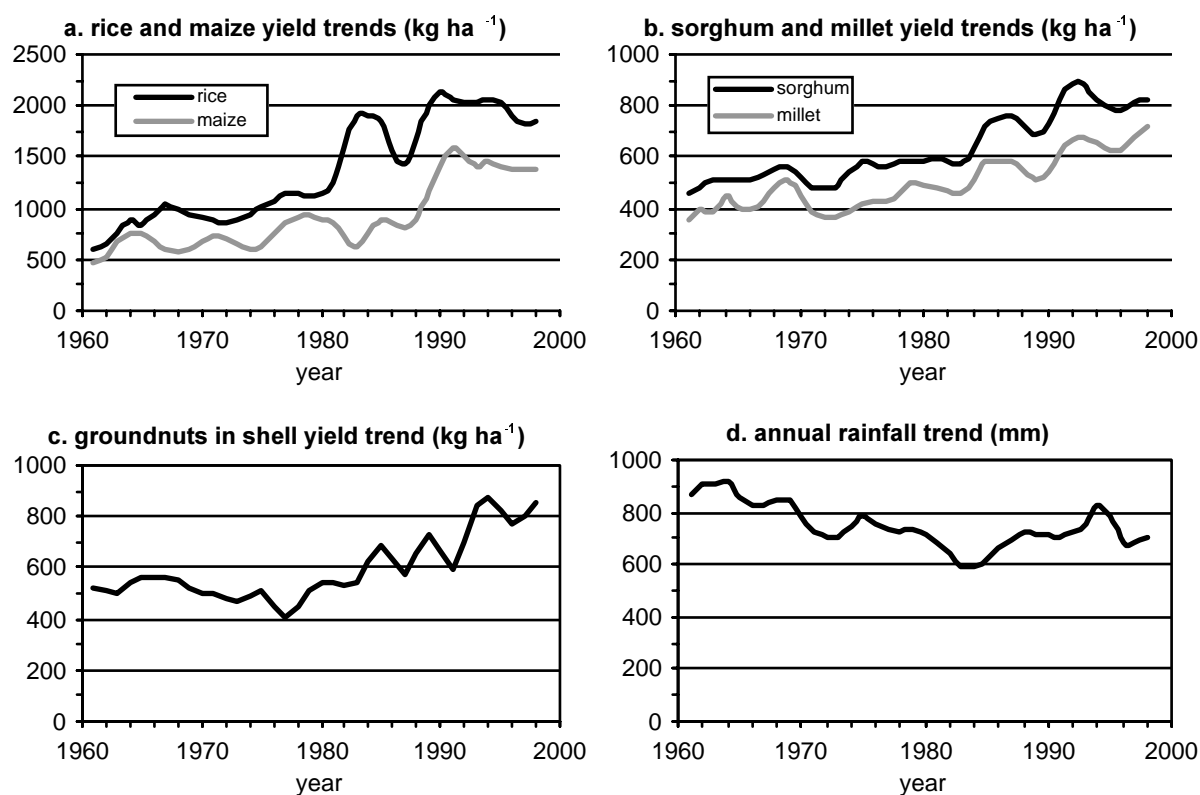 a. rice and maize yield trends (kg ha -1)
2500
2000
1500
1000
500
0
rice
maize
1960 1970 1980 1990 2000
year
b. sorghum and millet yield trends (kg ha -1)
1000
800
600
400
200
0
sorghum
millet
1960 1970 1980 1990 2000
year
c. groundnuts in shell yield trend (kg ha -1)
1000
800
600
400
200
0
1960 1970 1980 1990 2000
year
d. annual rainfall trend (mm)
1000
800
600
400
200
0
1960 1970 1980 1990 2000
year